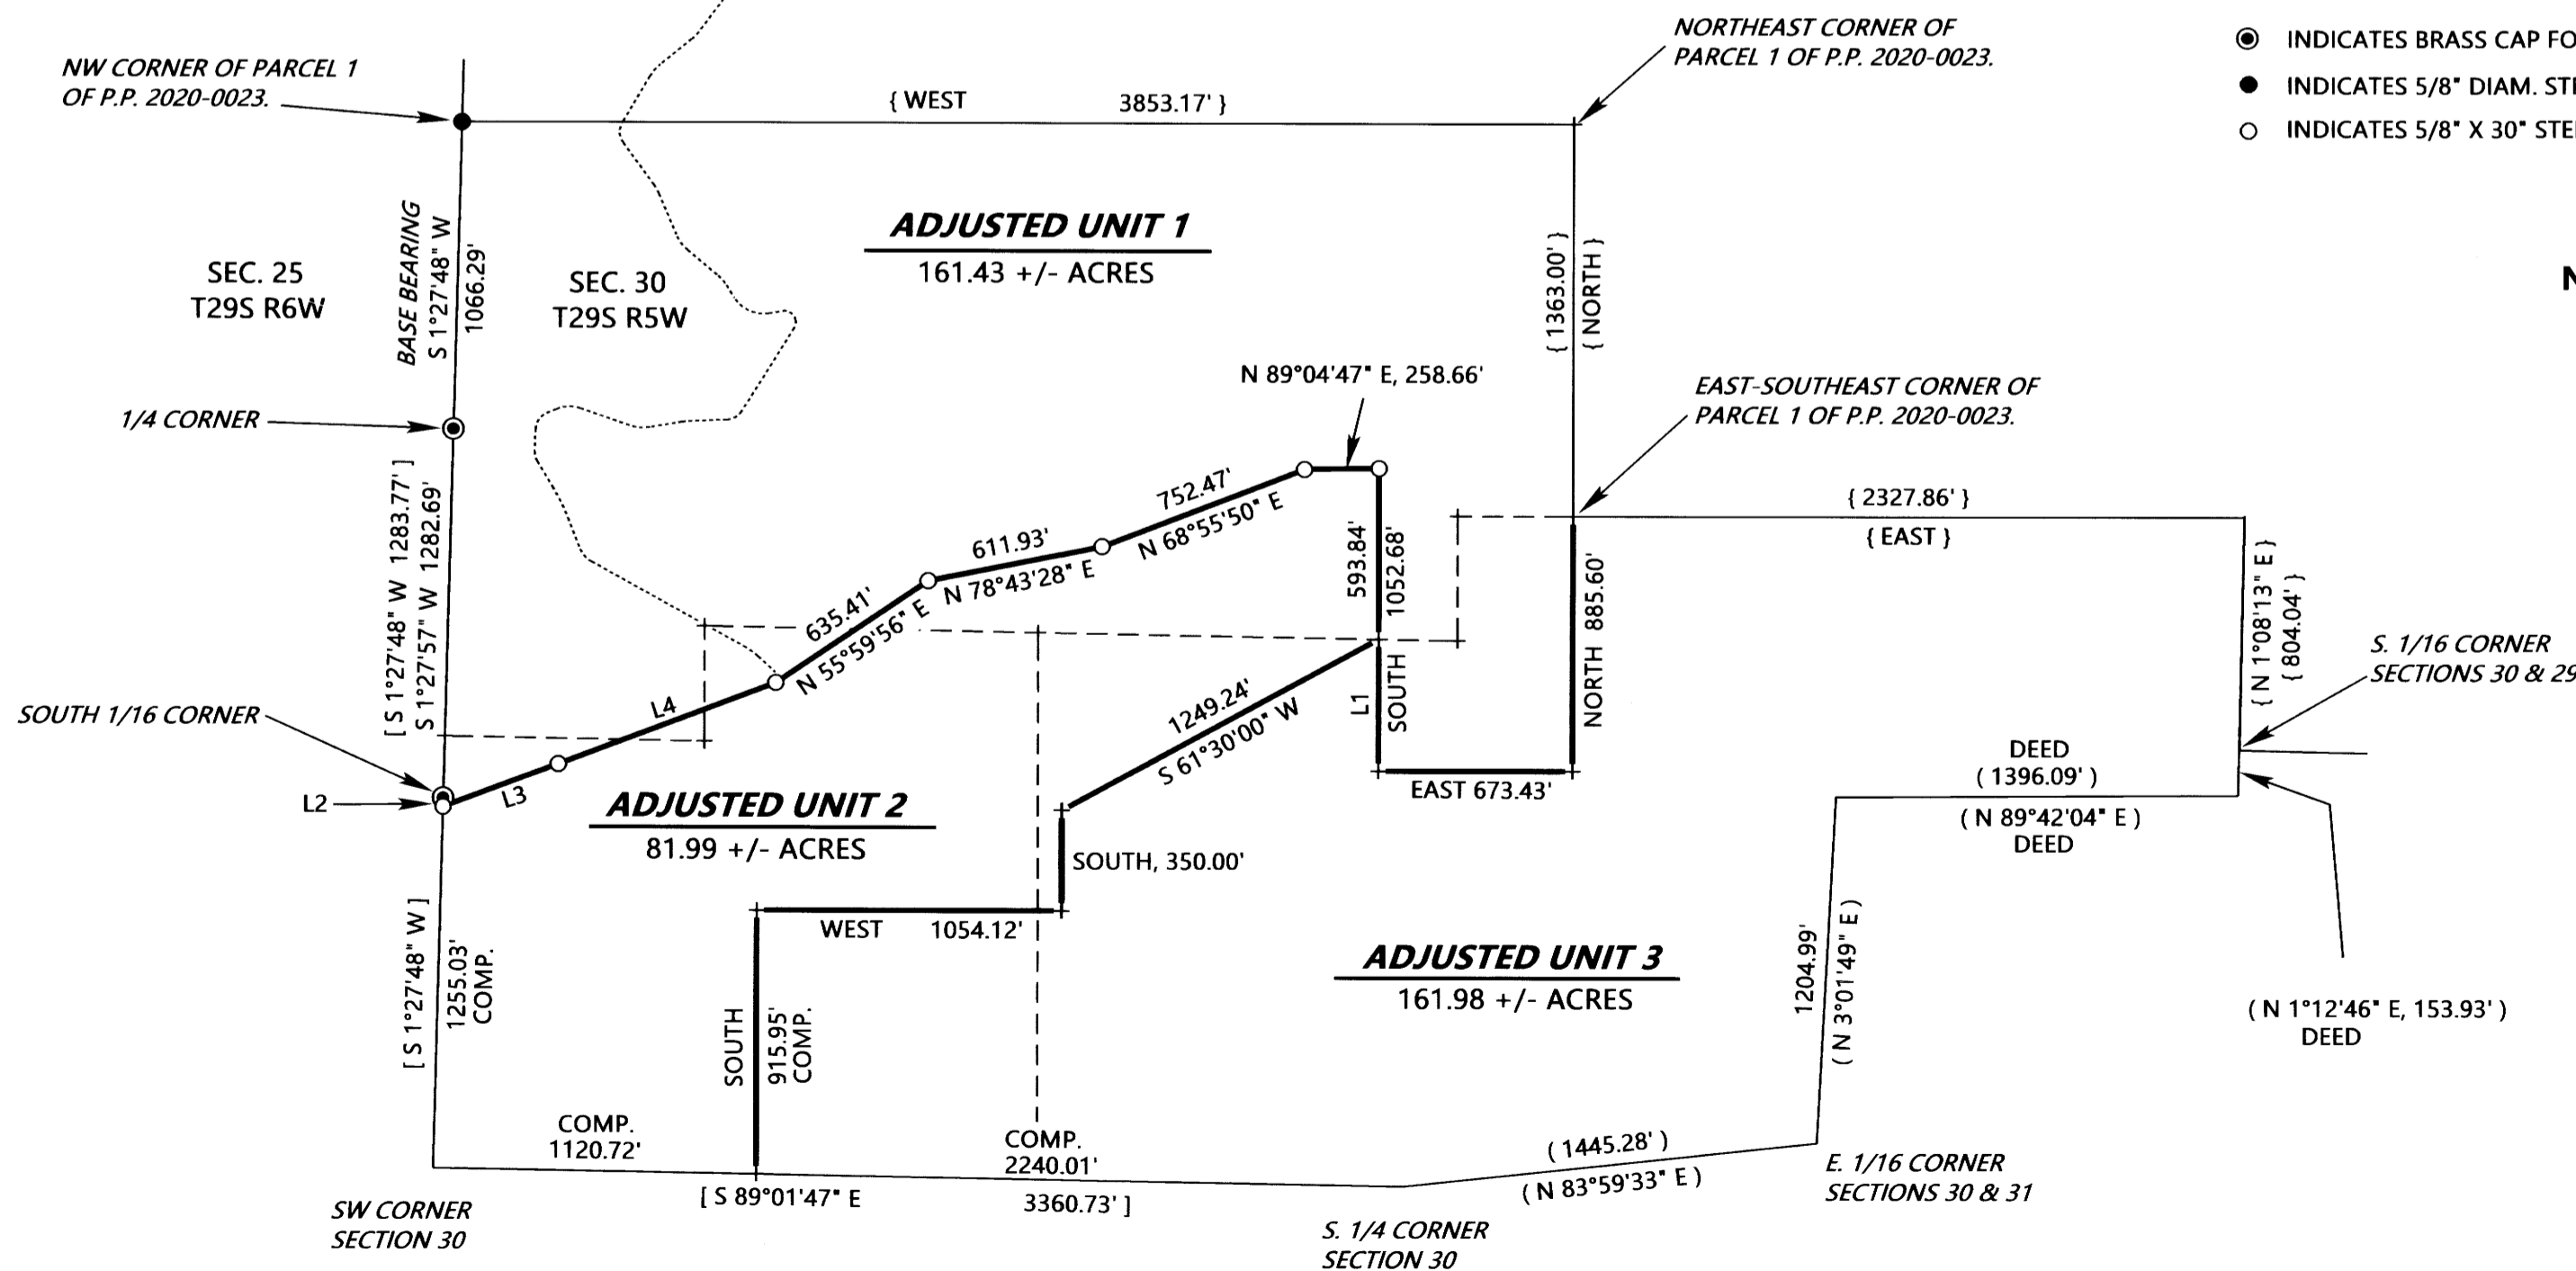 NW CORNER OF PARCEL 1
OF P.P. 2020-0023.
{ WEST 3853.17' }
NORTHEAST CORNER OF
PARCEL 1 OF P.P. 2020-0023.
INDICATES BRASS CAP FO
INDICATES 5/8" DIAM. STE
INDICATES 5/8" X 30" STE
N
BASE BEARING
S 1°27'48" W
1066.29'
SEC. 25
T29S R6W
SEC. 30
T29S R5W
ADJUSTED UNIT 1
161.43 +/- ACRES
{ 1363.00' }
{ NORTH }
N 89°04'47" E, 258.66'
EAST-SOUTHEAST CORNER OF
PARCEL 1 OF P.P. 2020-0023.
1/4 CORNER
[ S 1°27'48" W 1283.77' ]
S 1°27'57" W 1282.69'
752.47'
N 68°55'50" E
611.93'
N 78°43'28" E
635.41'
N 55°59'56" E
593.84'
1052.68'
{ 2327.86' }
{ EAST }
{ N 1°08'13" E }
{ 804.04' }
NORTH 885.60'
S. 1/16 CORNER
SECTIONS 30 & 29
SOUTH 1/16 CORNER
L4
L3
L2
L1
SOUTH
1249.24'
S 61°30'00" W
EAST 673.43'
DEED
( 1396.09' )
( N 89°42'04" E )
DEED
ADJUSTED UNIT 2
81.99 +/- ACRES
SOUTH, 350.00'
WEST 1054.12'
[ S 1°27'48" W ]
1255.03'
COMP.
SOUTH
915.95'
COMP.
ADJUSTED UNIT 3
161.98 +/- ACRES
1204.99'
( N 3°01'49" E )
( N 1°12'46" E, 153.93' )
DEED
COMP.
1120.72'
COMP.
2240.01'
[ S 89°01'47" E 3360.73' ]
( 1445.28' )
( N 83°59'33" E )
E. 1/16 CORNER
SECTIONS 30 & 31
SW CORNER
SECTION 30
S. 1/4 CORNER
SECTION 30